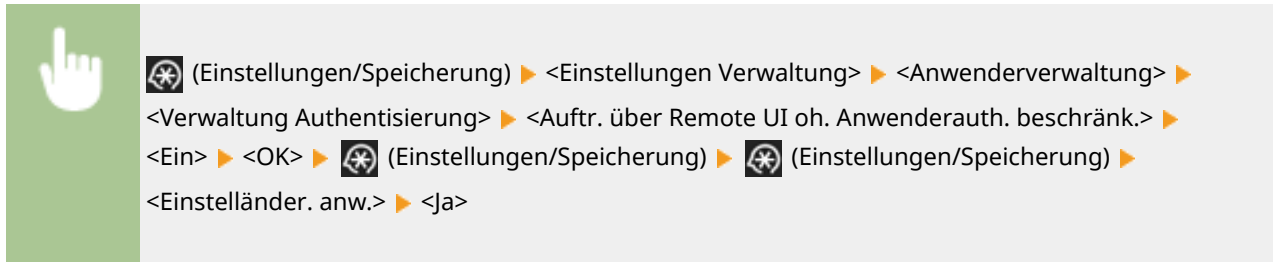 (Einstellungen/Speicherung) ▶ <Einstellungen Verwaltung> ▶ <Anwenderverwaltung> ▶
<Verwaltung Authentisierung> ▶ <Auftr. über Remote UI oh. Anwenderauth. beschränk.> ▶
<Ein> ▶ <OK> ▶ (Einstellungen/Speicherung) ▶ (Einstellungen/Speicherung) ▶
<Einstelländer. anw.> ▶ <Ja>